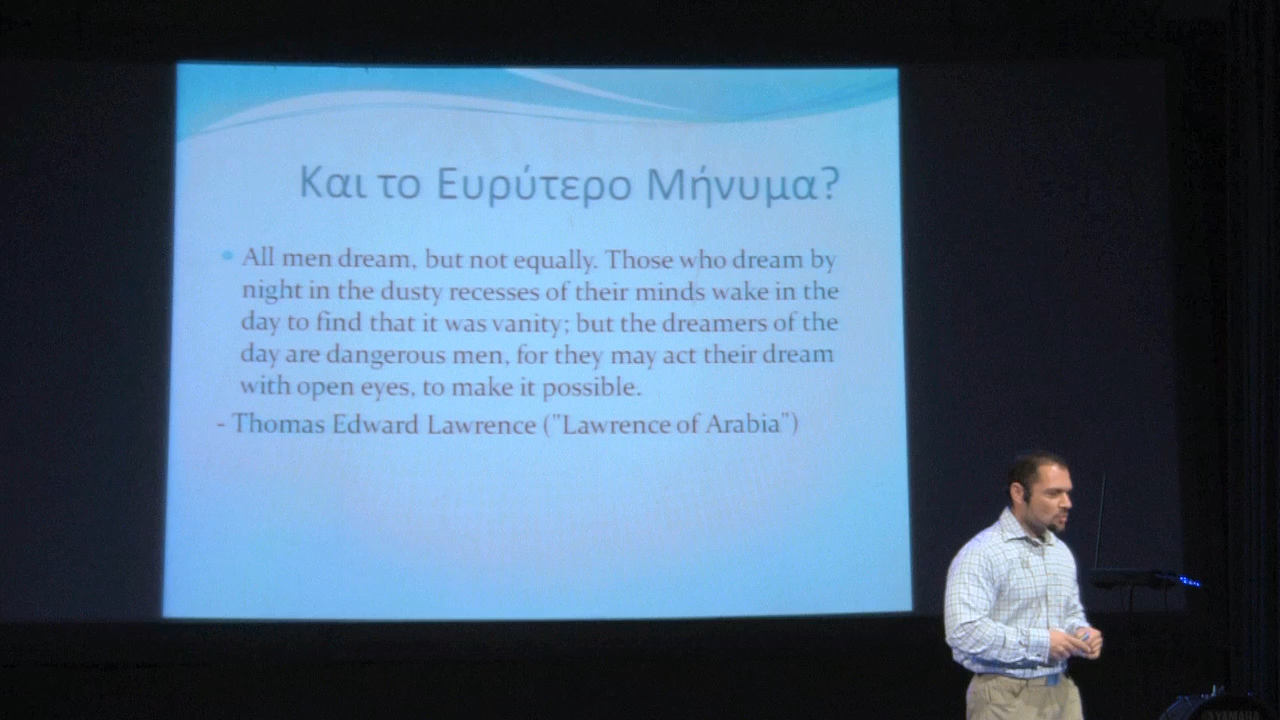 Και το Ευρύτερο Μήνυμα?
All men dream, but not equally. Those who dream by
night in the dusty recesses of their minds wake in the
day to find that it was vanity; but the dreamers of the
day are dangerous men, for they may act their dream
with open eyes, to make it possible.
- Thomas Edward Lawrence ("Lawrence of Arabia")
YAMAHA